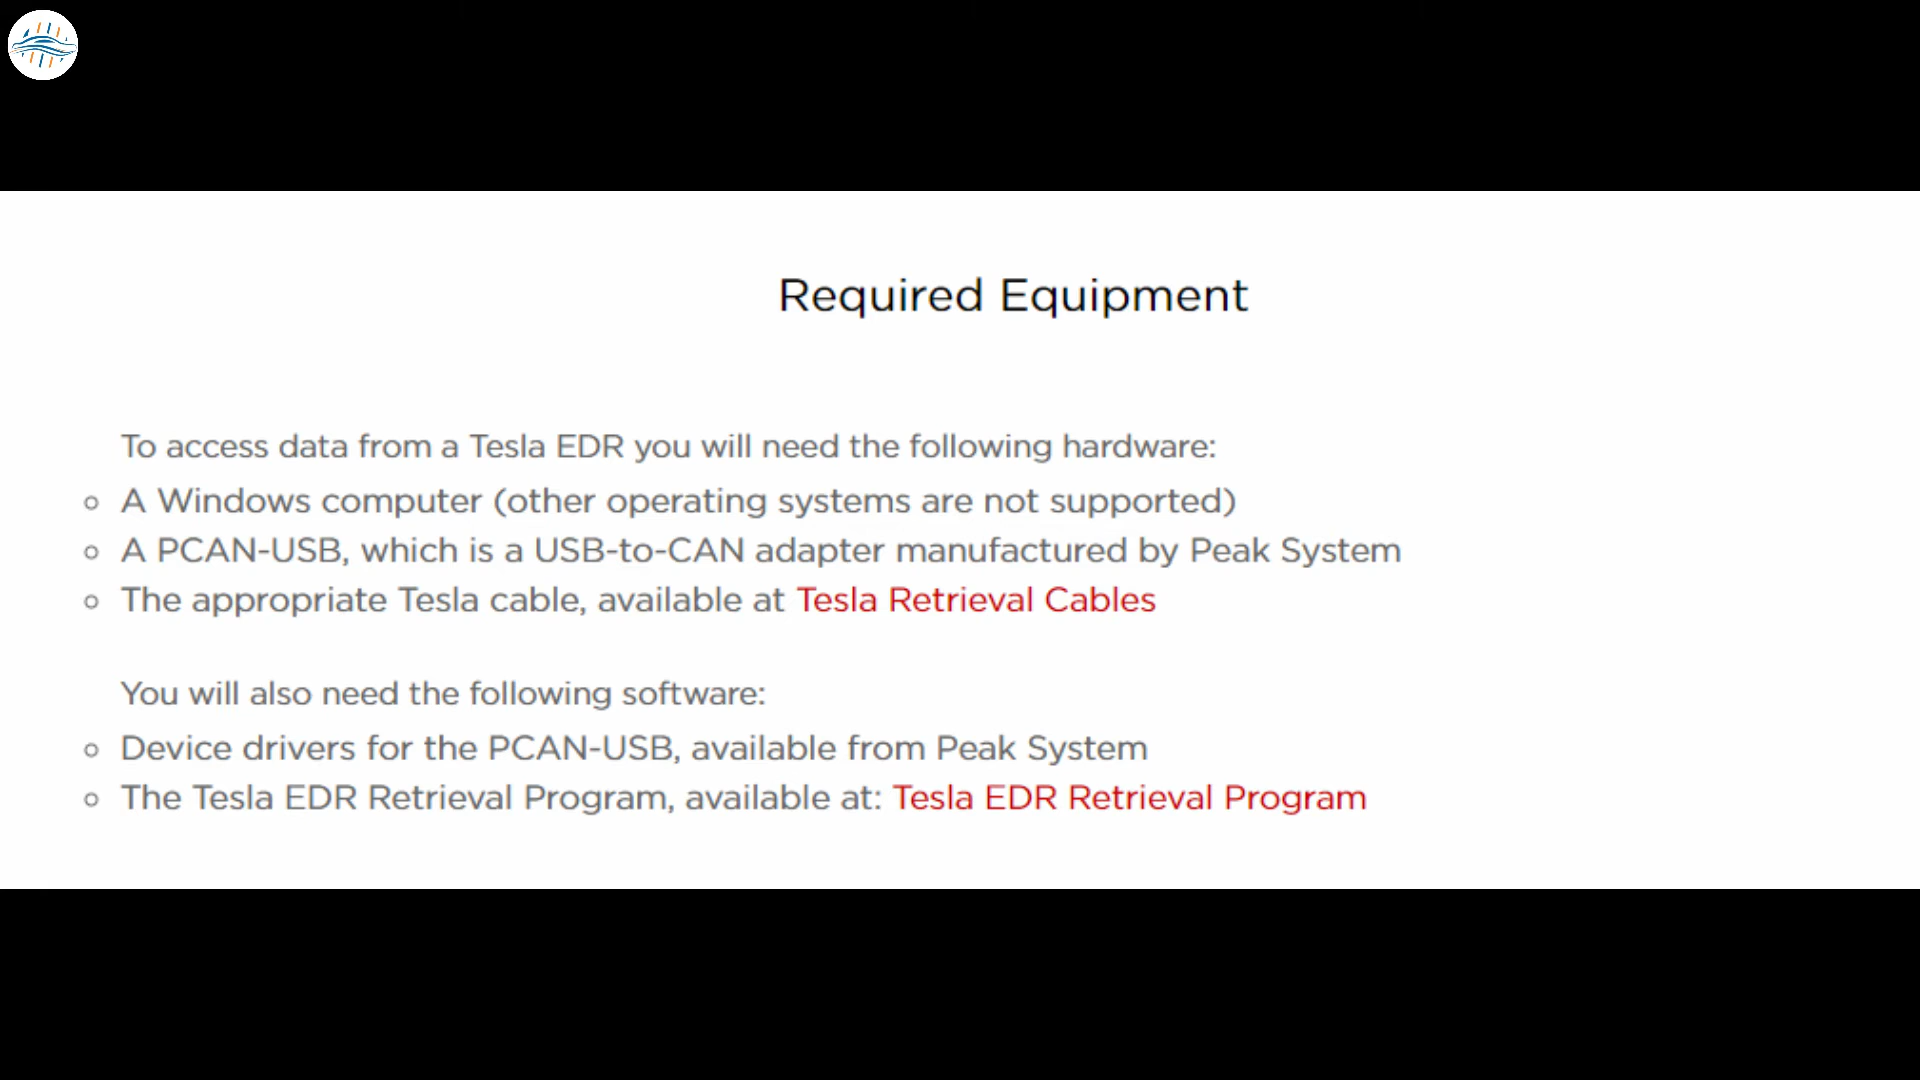 Required Equipment
To access data from a Tesla EDR you will need the following hardware:
A Windows computer (other operating systems are not supported)
A PCAN-USB, which is a USB-to-CAN adapter manufactured by Peak System
The appropriate Tesla cable, available at Tesla Retrieval Cables
You will also need the following software:
Device drivers for the PCAN-USB, available from Peak System
The Tesla EDR Retrieval Program, available at: Tesla EDR Retrieval Program